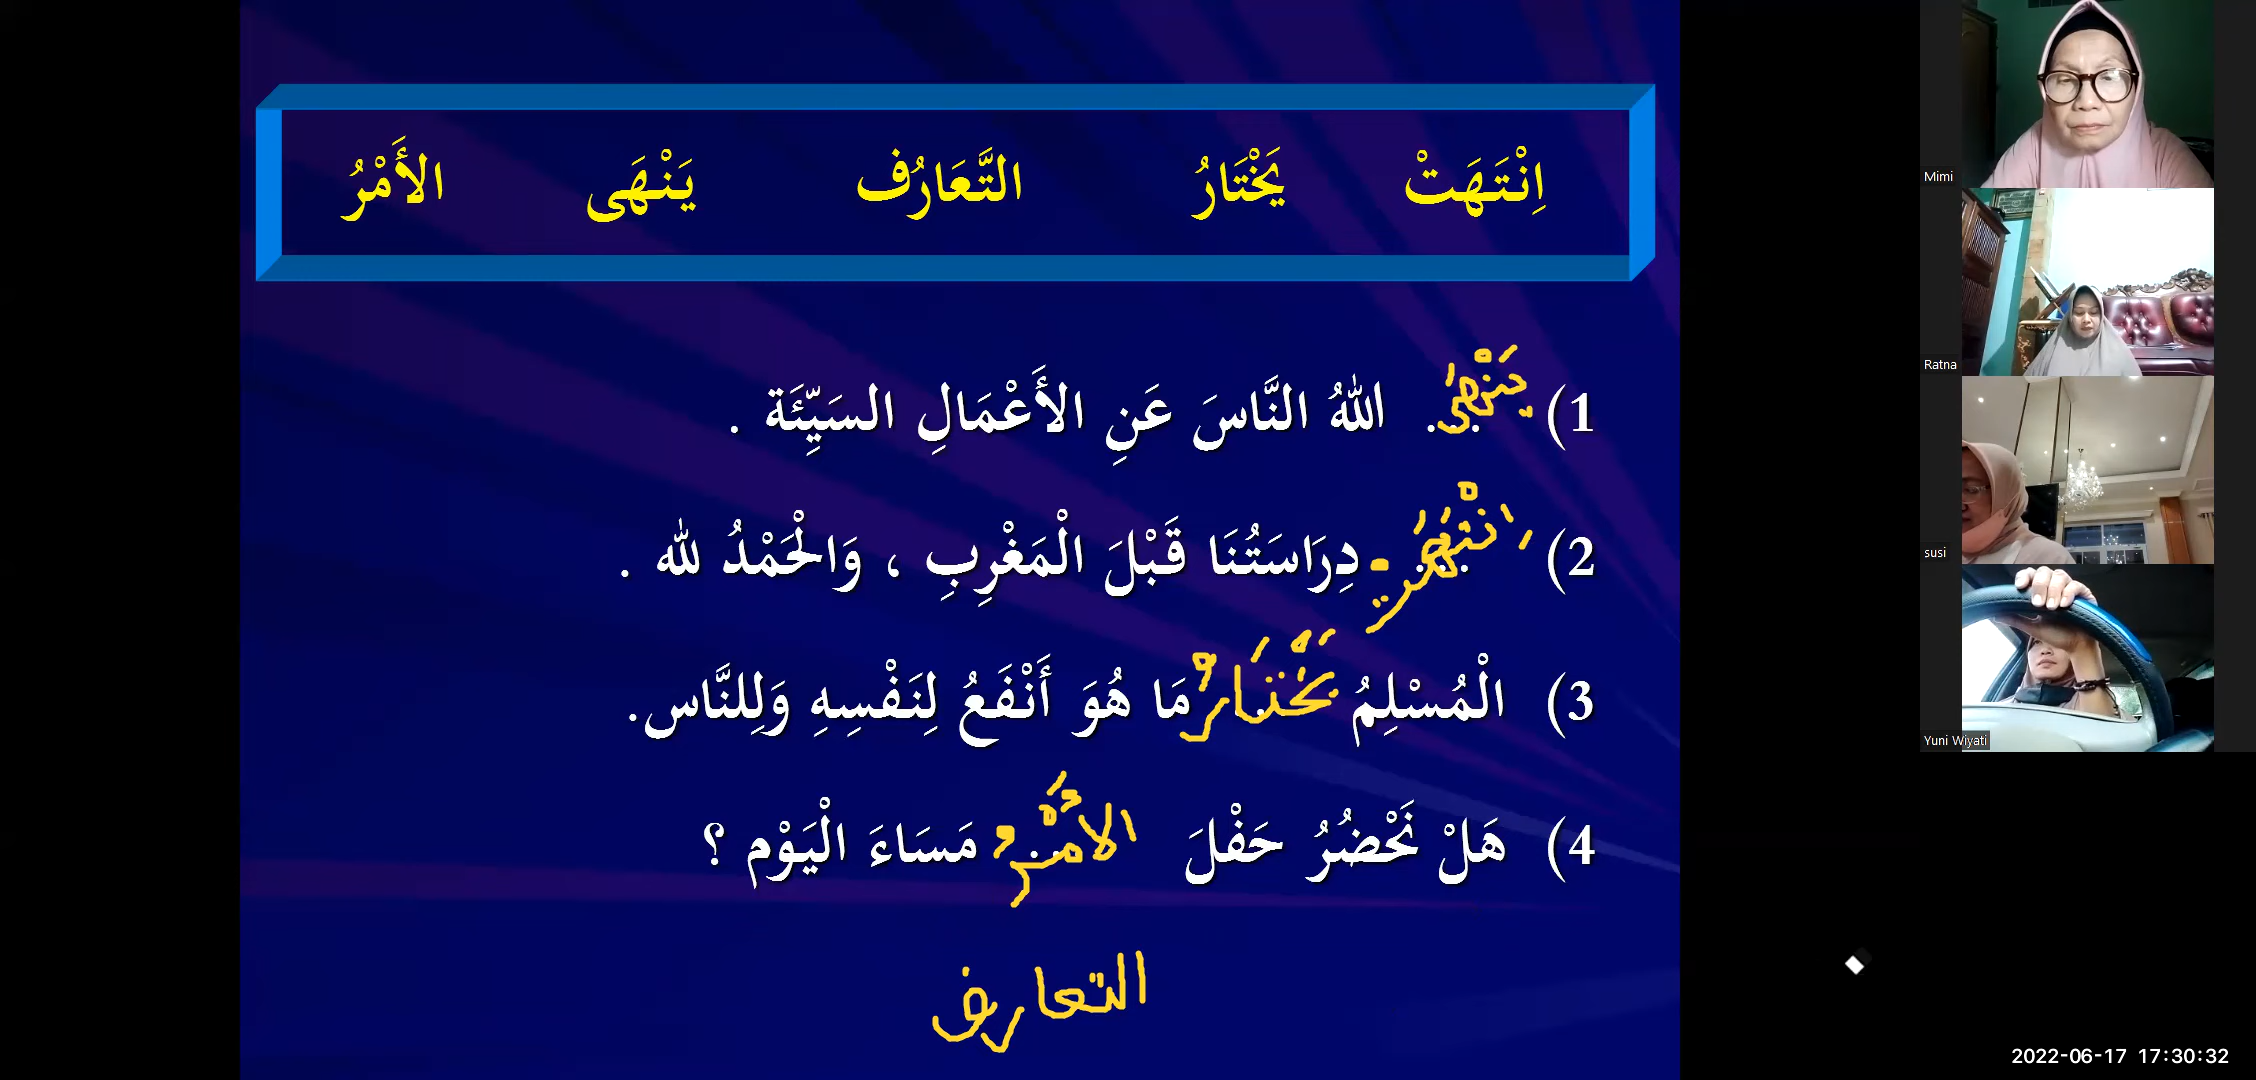 اِنْتَهَتْ يَخْتَارُ التَّعَارُف يَنْهَى الأَمْرُ
1) يَنْهَى اللهُ النَّاسَ عَنِ الأَعْمَالِ السَيِّئَة .
2) اِنْتَهَت دِرَاسَتُنَا قَبْلَ الْمَغْرِبِ ، وَالْحَمْدُ لله .
3) الْمُسْلِمُ يَخْتَارُ مَا هُوَ أَنْفَعُ لِنَفْسِهِ وَلِلنَّاس.
4) هَلْ نَحْضُرُ حَفْلَ الأَمْرُ مَسَاءَ الْيَوْم ؟
التعارف
Mimi
Ratna
susi
Yuni Wiyati
2022-06-17 17:30:32